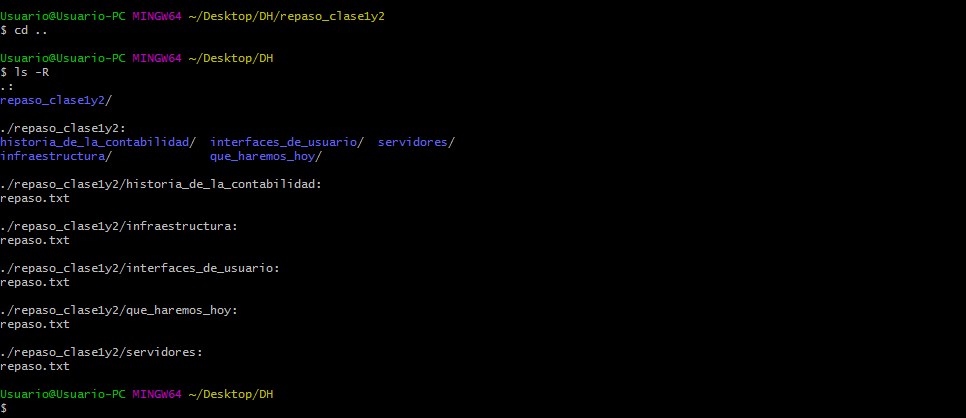 Usuario@Usuario-PC MINGW64 ~/Desktop/DH/repaso_clase1y2
$ cd ..
Usuario@Usuario-PC MINGW64 ~/Desktop/DH
$ ls -R
.:
repaso_clase1y2/
./repaso_clase1y2:
historia_de_la_contabilidad/  interfaces_de_usuario/  servidores/
infraestructura/              que_haremos_hoy/
./repaso_clase1y2/historia_de_la_contabilidad:
repaso.txt
./repaso_clase1y2/infraestructura:
repaso.txt
./repaso_clase1y2/interfaces_de_usuario:
repaso.txt
./repaso_clase1y2/que_haremos_hoy:
repaso.txt
./repaso_clase1y2/servidores:
repaso.txt
Usuario@Usuario-PC MINGW64 ~/Desktop/DH
$